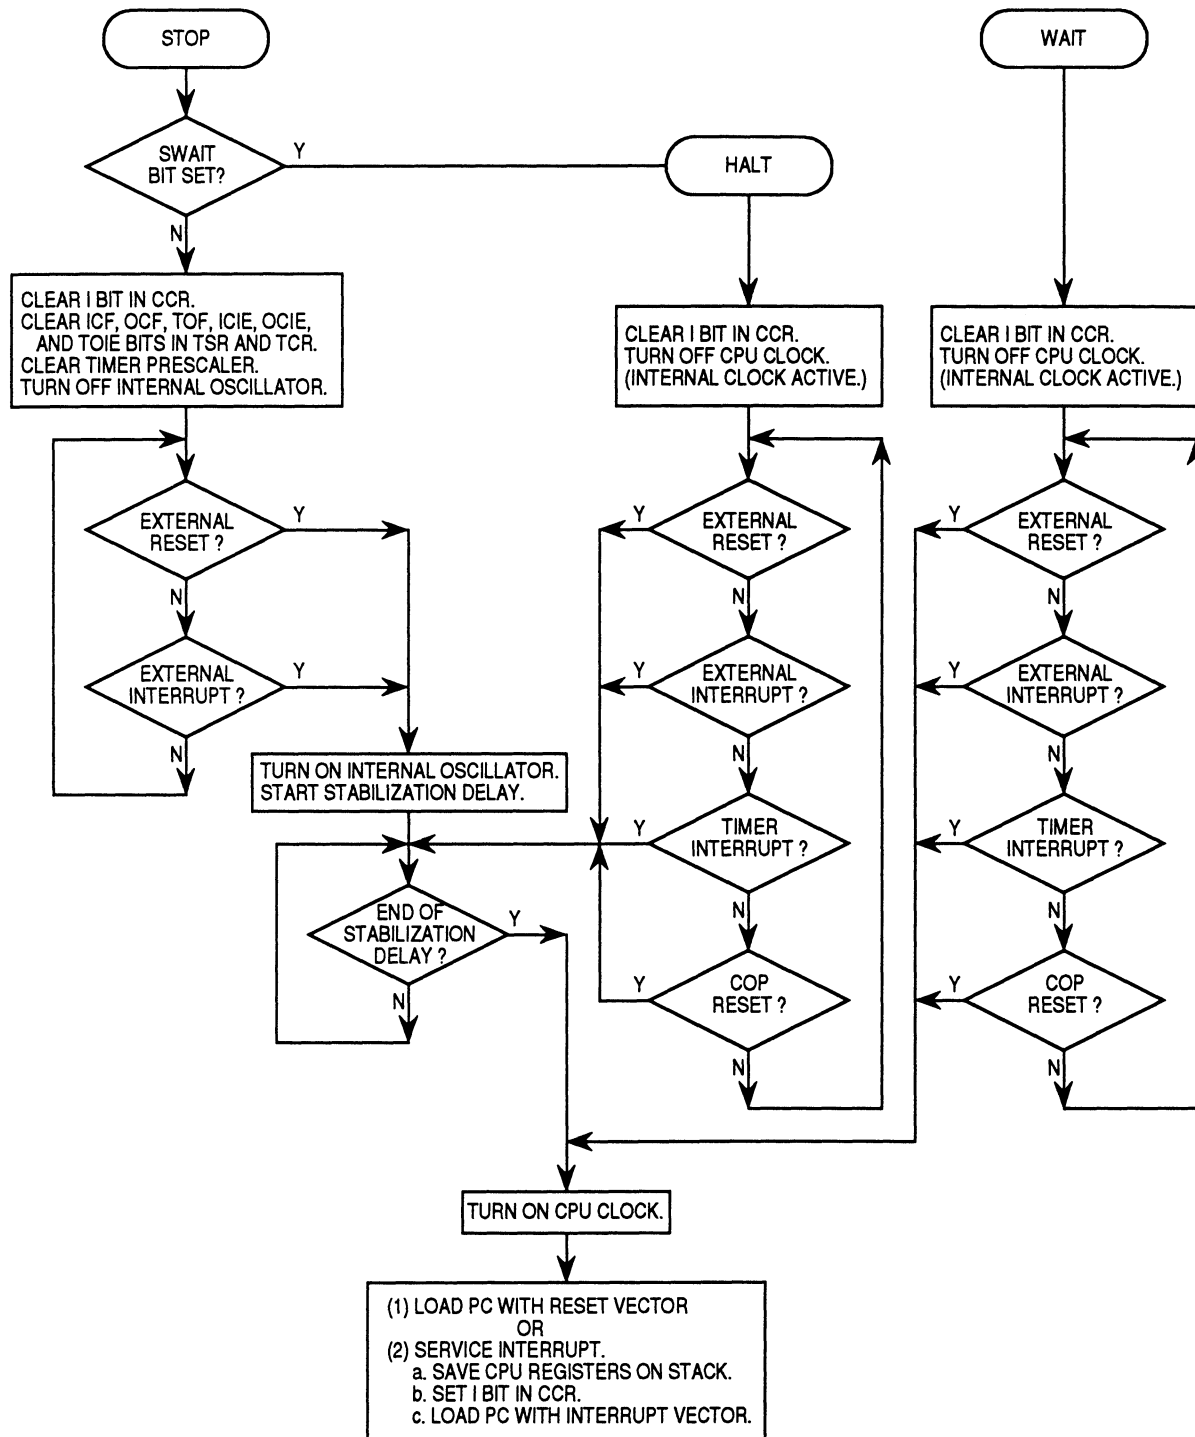 STOP
WAIT
SWAIT
BIT SET?
Y
HALT
N
CLEAR I BIT IN CCR.
CLEAR ICF, OCF, TOF, ICIE, OCIE,
AND TOIE BITS IN TSR AND TCR.
CLEAR TIMER PRESCALER.
TURN OFF INTERNAL OSCILLATOR.
CLEAR I BIT IN CCR.
TURN OFF CPU CLOCK.
(INTERNAL CLOCK ACTIVE.)
CLEAR I BIT IN CCR.
TURN OFF CPU CLOCK.
(INTERNAL CLOCK ACTIVE.)
EXTERNAL
RESET ?
Y
N
Y
EXTERNAL
RESET ?
N
Y
EXTERNAL
RESET ?
N
EXTERNAL
INTERRUPT ?
Y
N
Y
EXTERNAL
INTERRUPT ?
N
Y
EXTERNAL
INTERRUPT ?
N
TURN ON INTERNAL OSCILLATOR.
START STABILIZATION DELAY.
Y
TIMER
INTERRUPT ?
N
Y
TIMER
INTERRUPT ?
N
END OF
STABILIZATION
DELAY ?
Y
N
Y
COP
RESET ?
N
Y
COP
RESET ?
N
TURN ON CPU CLOCK.
(1) LOAD PC WITH RESET VECTOR
OR
(2) SERVICE INTERRUPT.
a. SAVE CPU REGISTERS ON STACK.
b. SET I BIT IN CCR.
c. LOAD PC WITH INTERRUPT VECTOR.